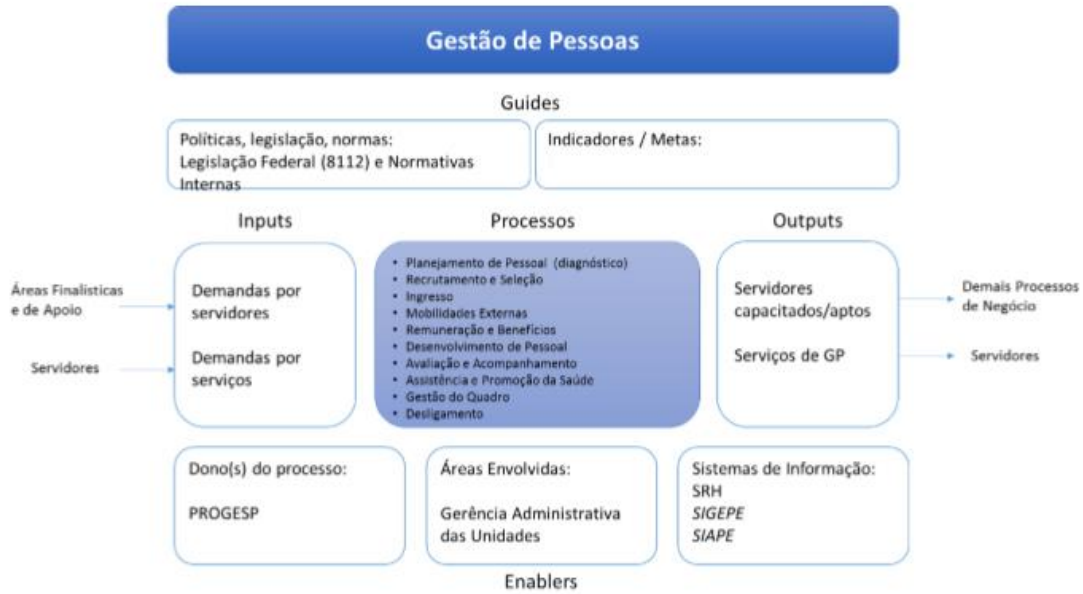 Gestão de Pessoas
Guides
Políticas, legislação, normas:
Legislação Federal (8112) e Normativas
Internas
Indicadores / Metas:
Inputs
Processos
Outputs
Áreas Finalísticas
e de Apoio
Servidores
Demandas por
servidores
Demandas por
serviços
• Planejamento de Pessoal (diagnóstico)
• Recrutamento e Seleção
• Ingresso
• Mobilidades Externas
• Remuneração e Benefícios
• Desenvolvimento de Pessoal
• Avaliação e Acompanhamento
• Assistência e Promoção da Saúde
• Gestão do Quadro
• Desligamento
Servidores
capacitados/aptos
Serviços de GP
Demais Processos
de Negócio
Servidores
Dono(s) do processo:
PROGESP
Áreas Envolvidas:
Gerência Administrativa
das Unidades
Sistemas de Informação:
SRH
SIGEPE
SIAPE
Enablers